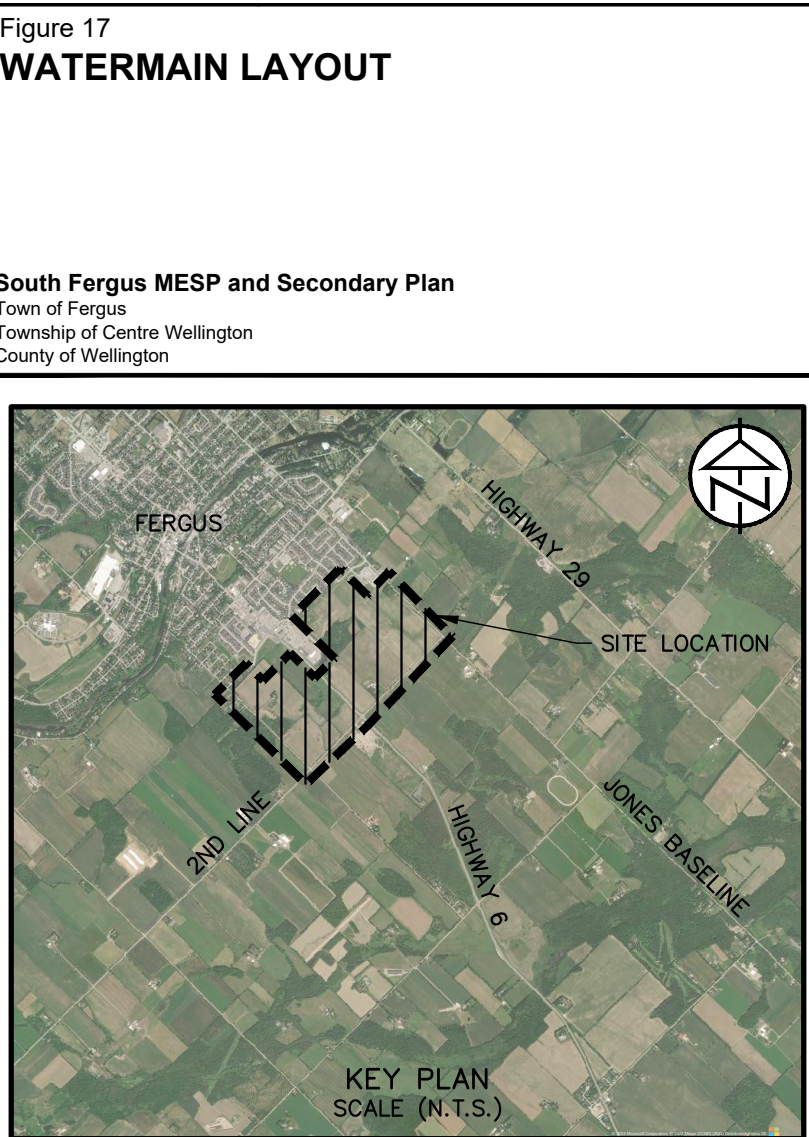 Figure 17
WATERMAIN LAYOUT
South Fergus MESP and Secondary Plan
Town of Fergus
Township of Centre Wellington
County of Wellington
FERGUS
HIGHWAY 29
SITE LOCATION
2ND LINE
HIGHWAY 6
JONES BASELINE
KEY PLAN
SCALE (N.T.S.)